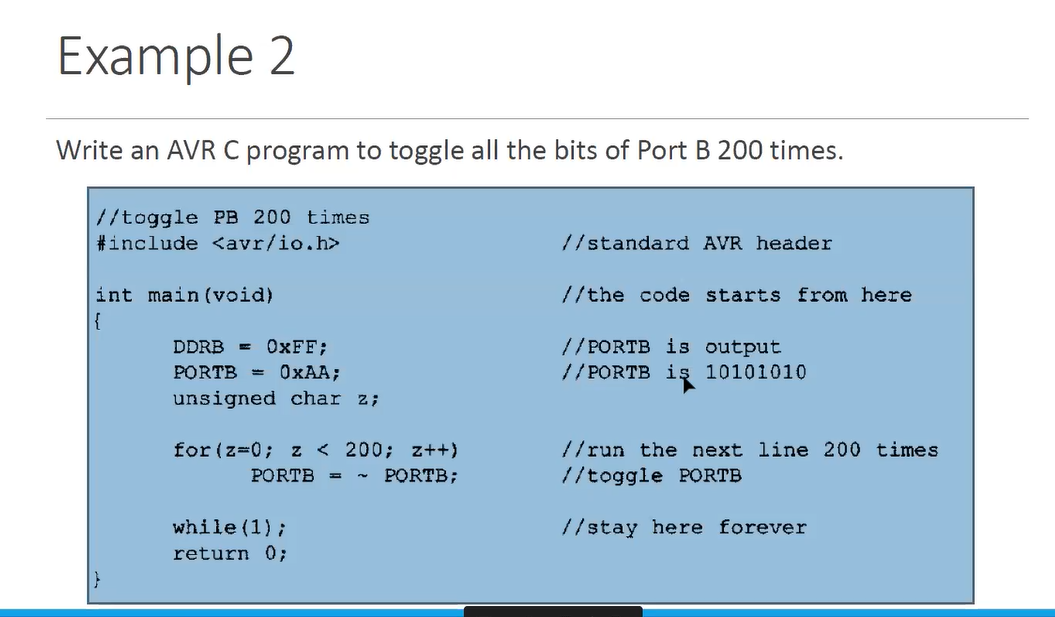 Example 2
Write an AVR C program to toggle all the bits of Port B 200 times.
//toggle PB 200 times
#include <avr/io.h> //standard AVR header
int main(void) //the code starts from here
{
DDRB = 0xFF; //PORTB is output
PORTB = 0xAA; //PORTB is 10101010
unsigned char z;
for(z=0; z < 200; z++) //run the next line 200 times
PORTB = ~ PORTB; //toggle PORTB
while(1); //stay here forever
return 0;
}